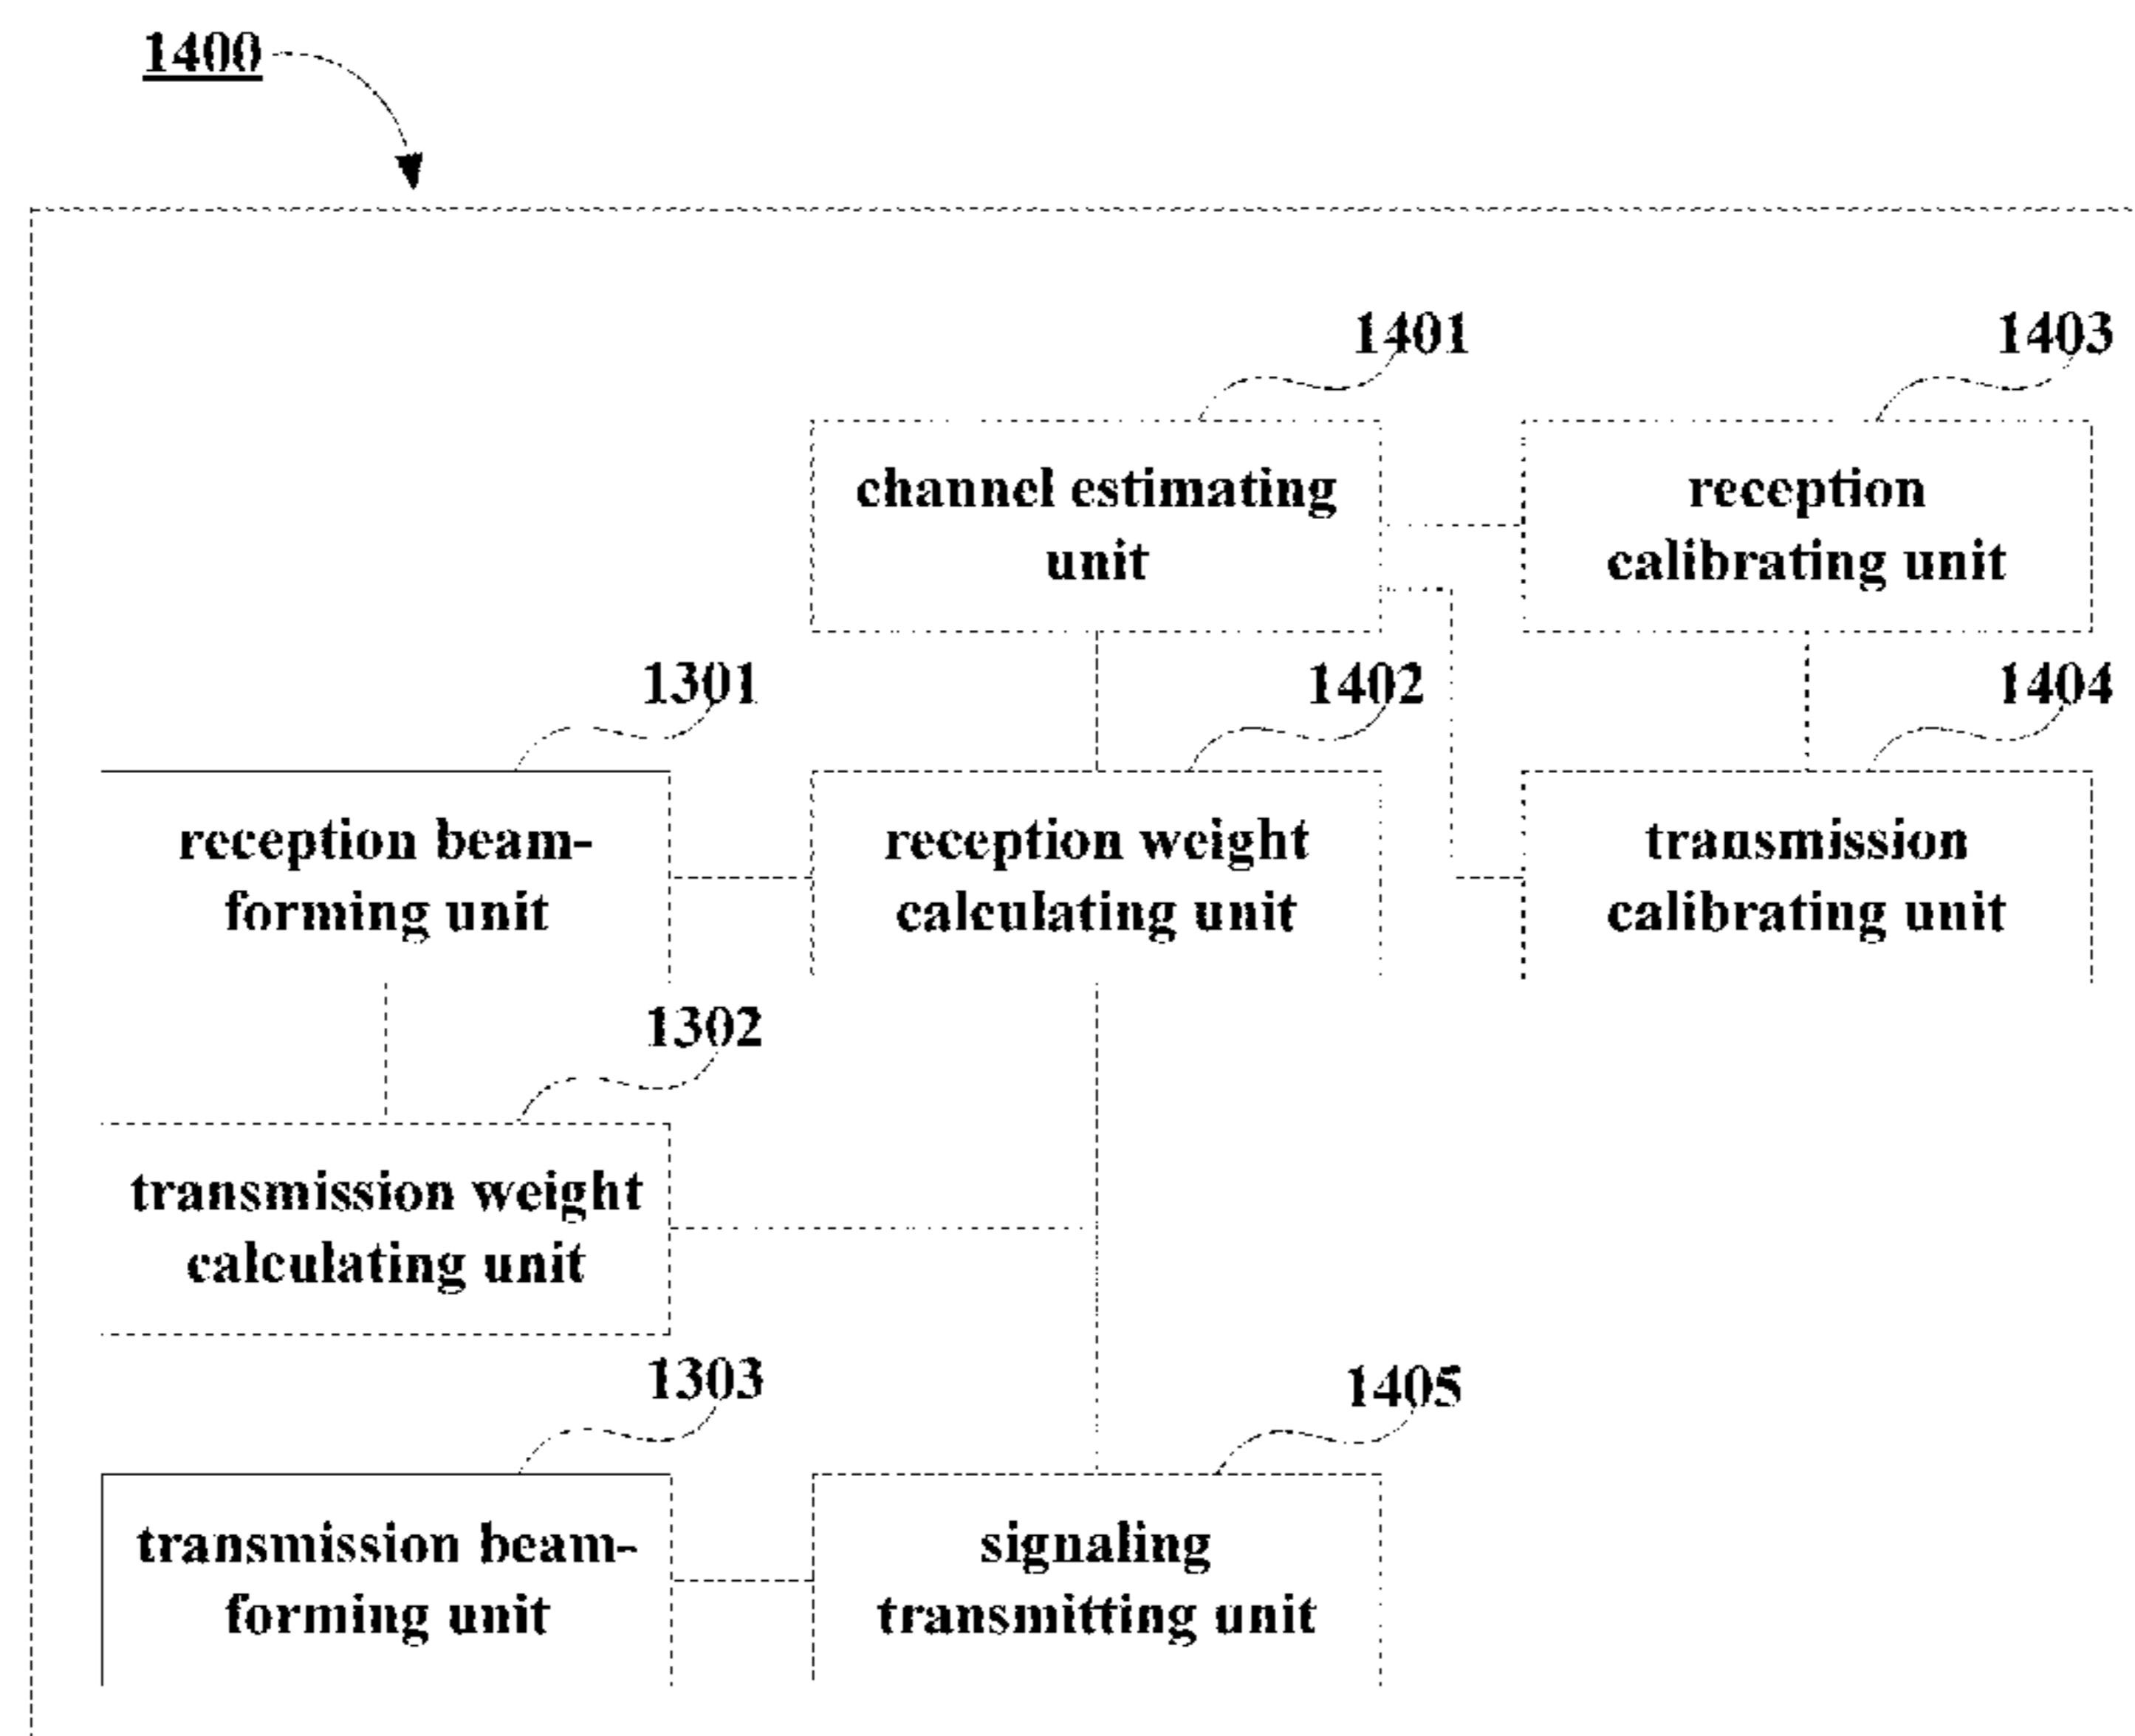 1400
1401
1403
channel estimating
unit
reception
calibrating unit
1301
1402
1404
reception beam-
forming unit
reception weight
calculating unit
transmission
calibrating unit
1302
transmission weight
calculating unit
1303
1405
transmission beam-
forming unit
signaling
transmitting unit